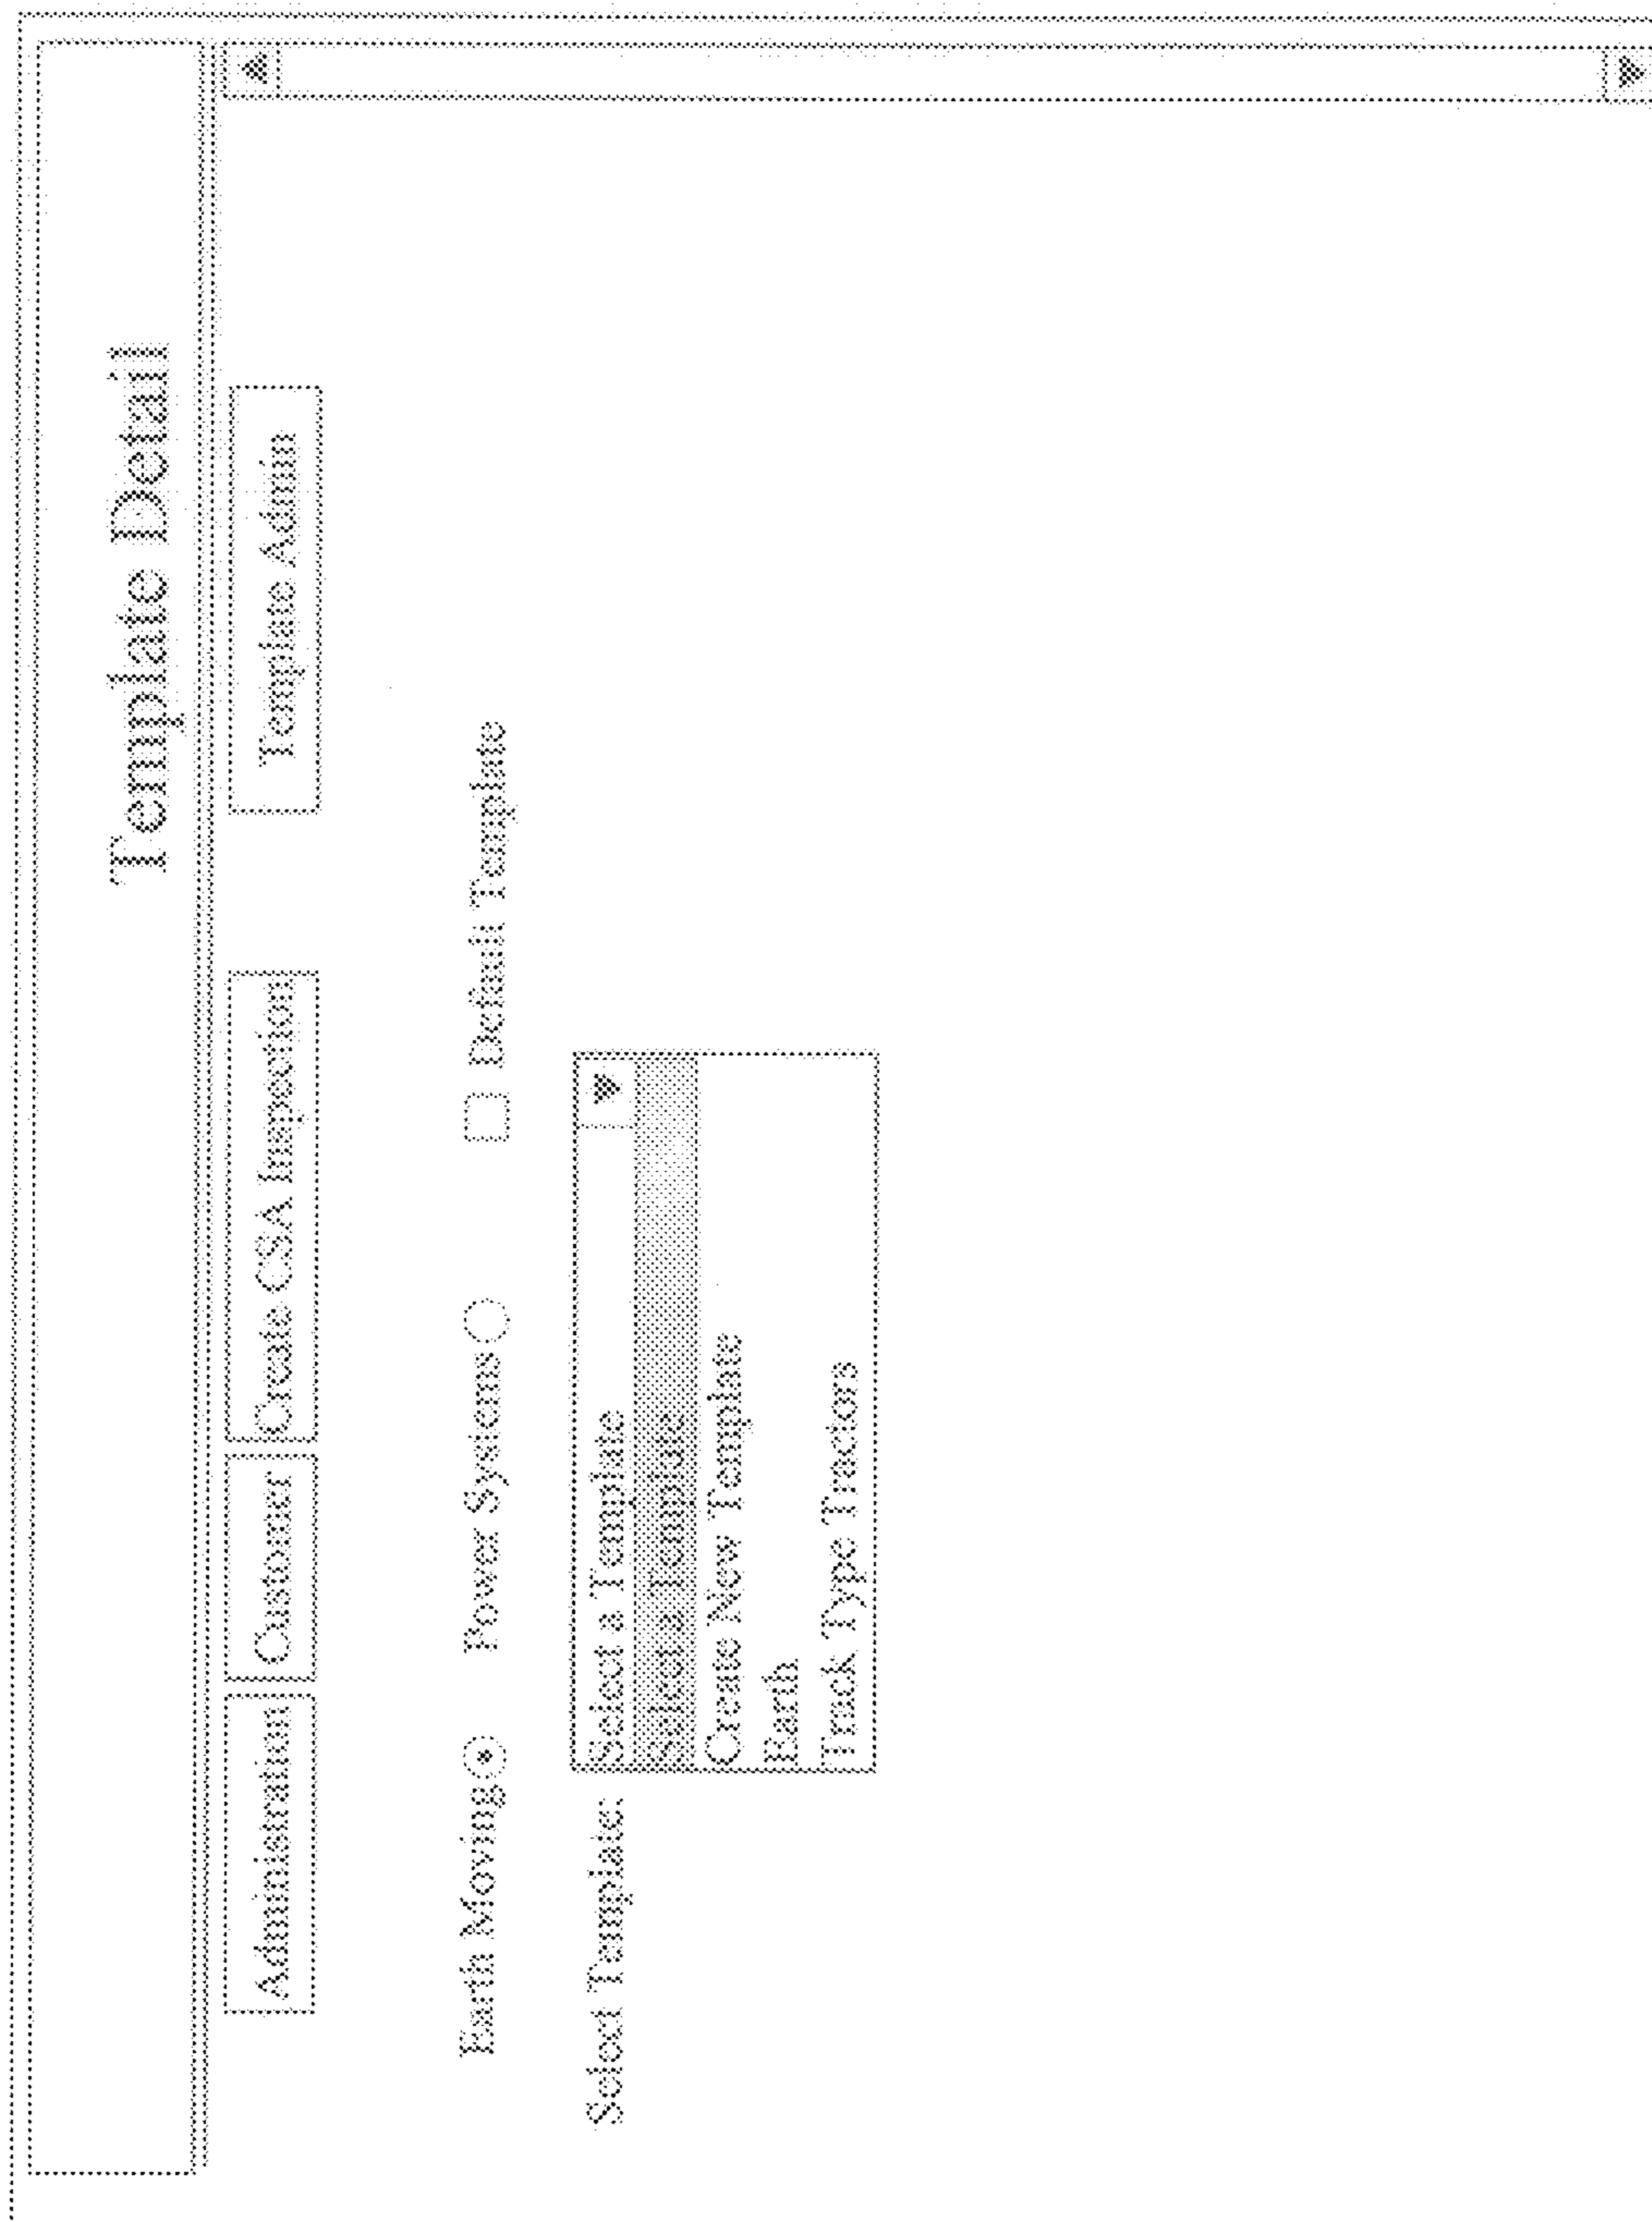 Template Detail
Administration Customer Create CSA Inspection Template Admin
Earth Moving Power Systems Default Template
Select Template: Select a Template
Select a Template
Create New Template
Earth
Track Type Tractors